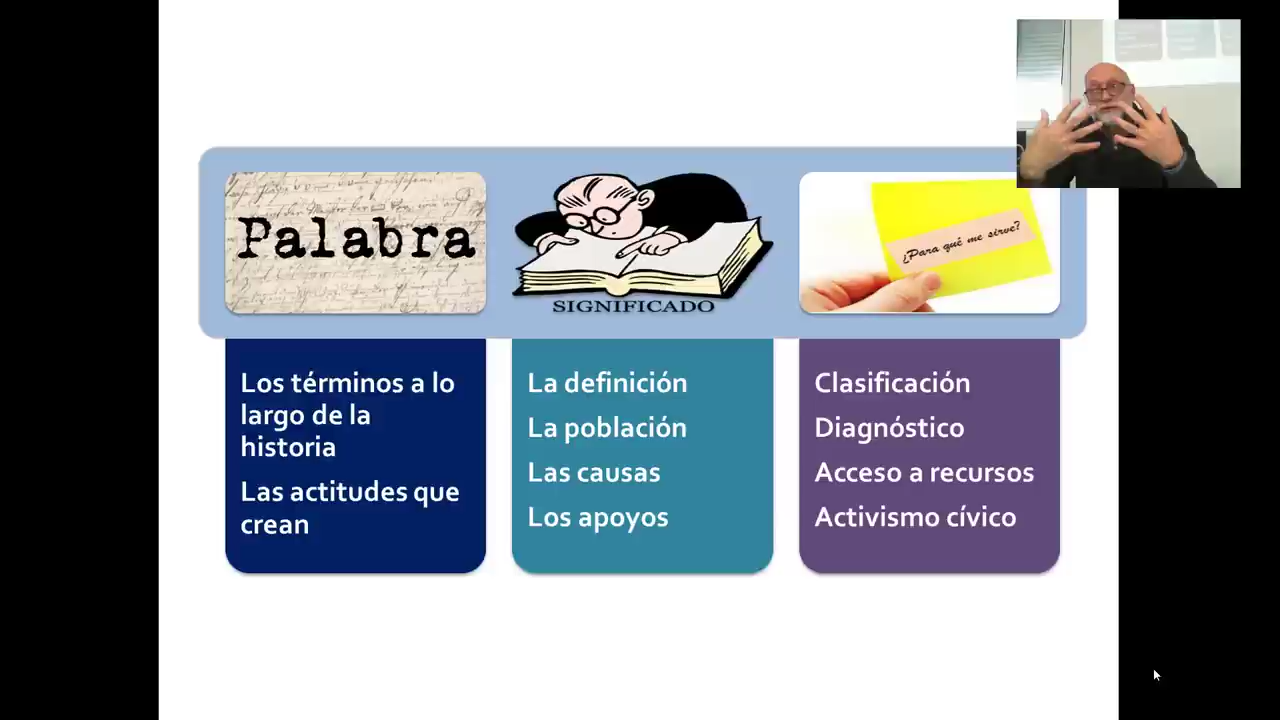 Palabra
SIGNIFICADO
¿Para qué me sirve?
Los términos a lo
largo de la
historia
Las actitudes que
crean
La definición
La población
Las causas
Los apoyos
Clasificación
Diagnóstico
Acceso a recursos
Activismo cívico